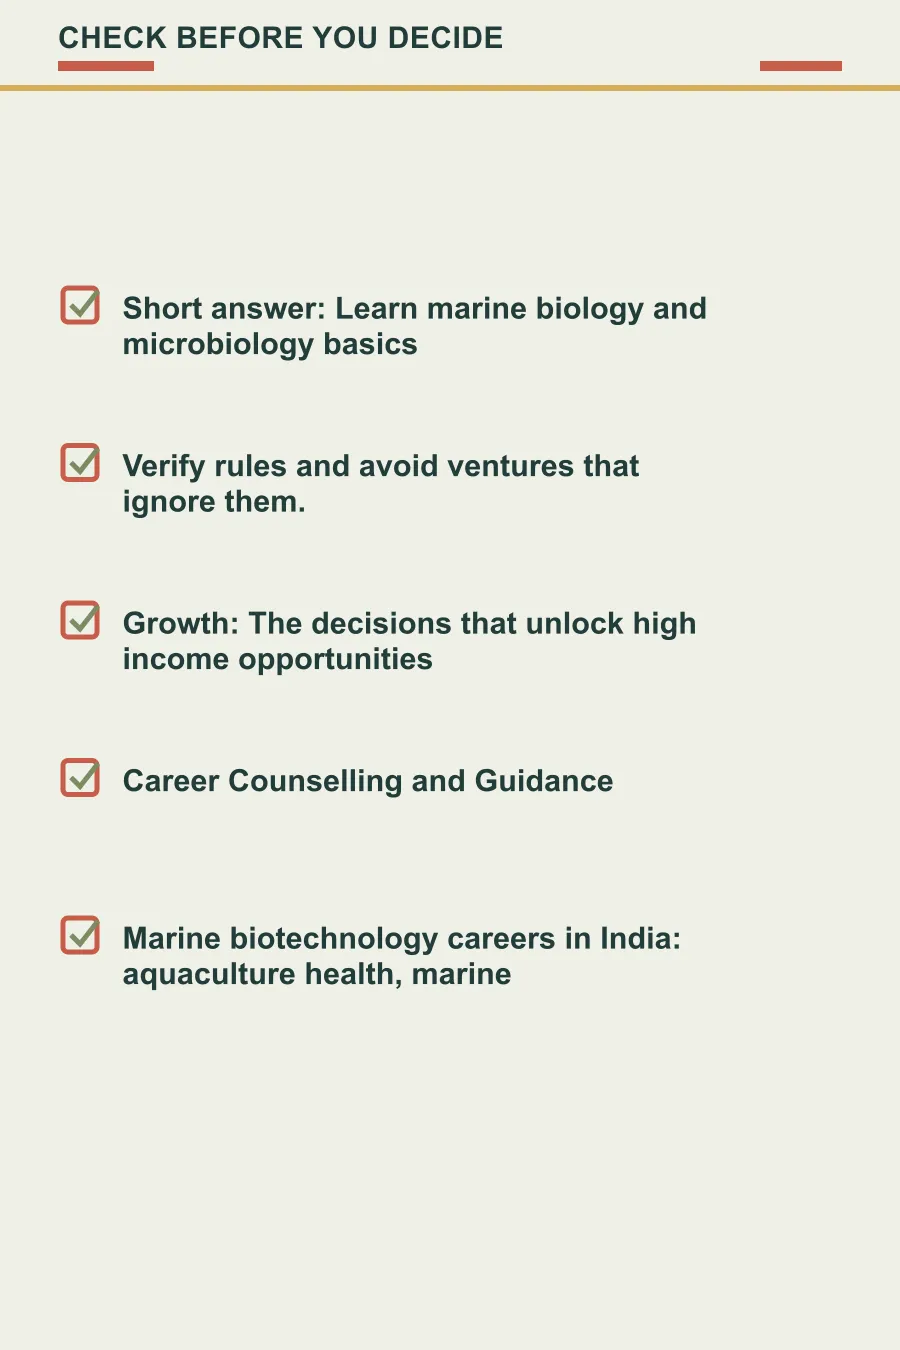 CHECK BEFORE YOU DECIDE
Short answer: Learn marine biology and
microbiology basics
Verify rules and avoid ventures that
ignore them.
Growth: The decisions that unlock high
income opportunities
Career Counselling and Guidance
Marine biotechnology careers in India:
aquaculture health, marine